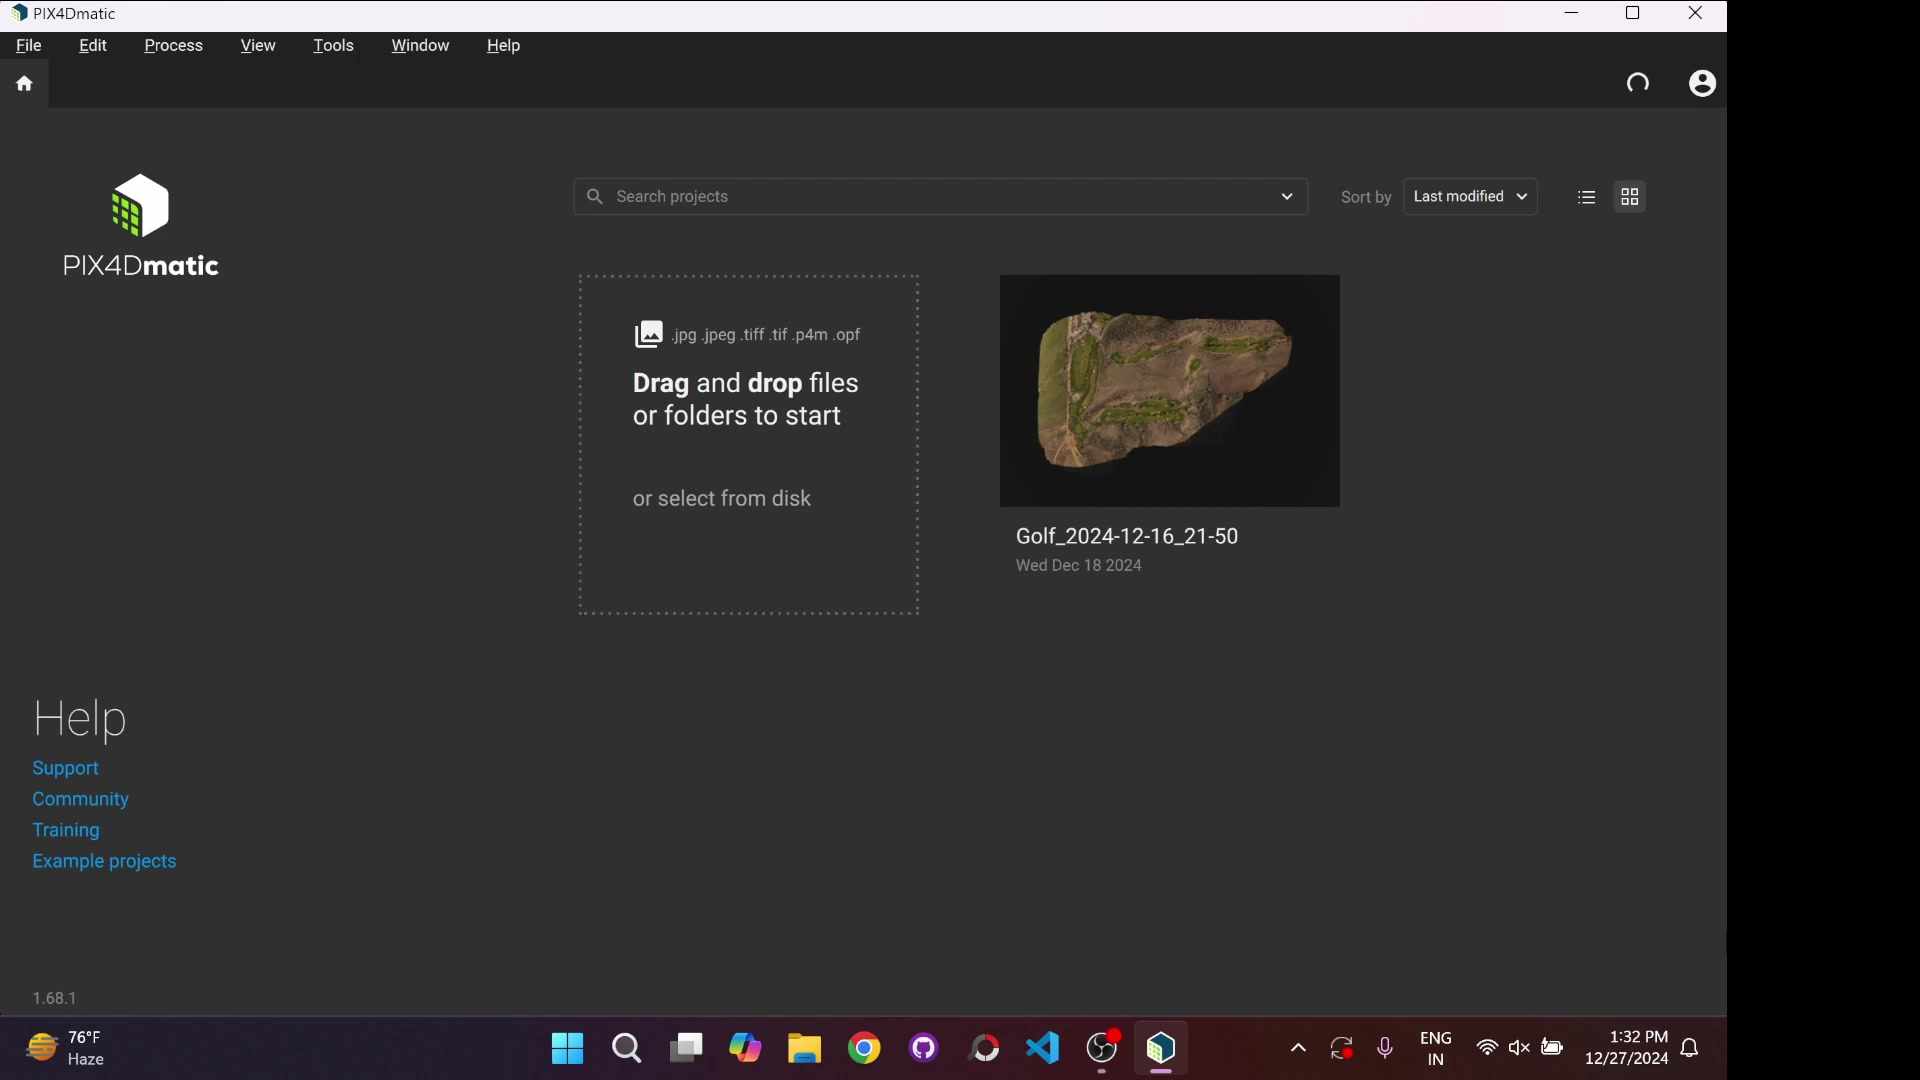 PIX4Dmatic
File Edit Process View Tools Window Help
PIX4Dmatic
Search projects
Sort by Last modified
.jpg .jpeg .tiff .tif .p4m .opf
Drag and drop files
or folders to start
or select from disk
Golf_2024-12-16_21-50
Wed Dec 18 2024
Help
Support
Community
Training
Example projects
1.68.1
76°F
Haze
ENG
IN
1:32 PM
12/27/2024